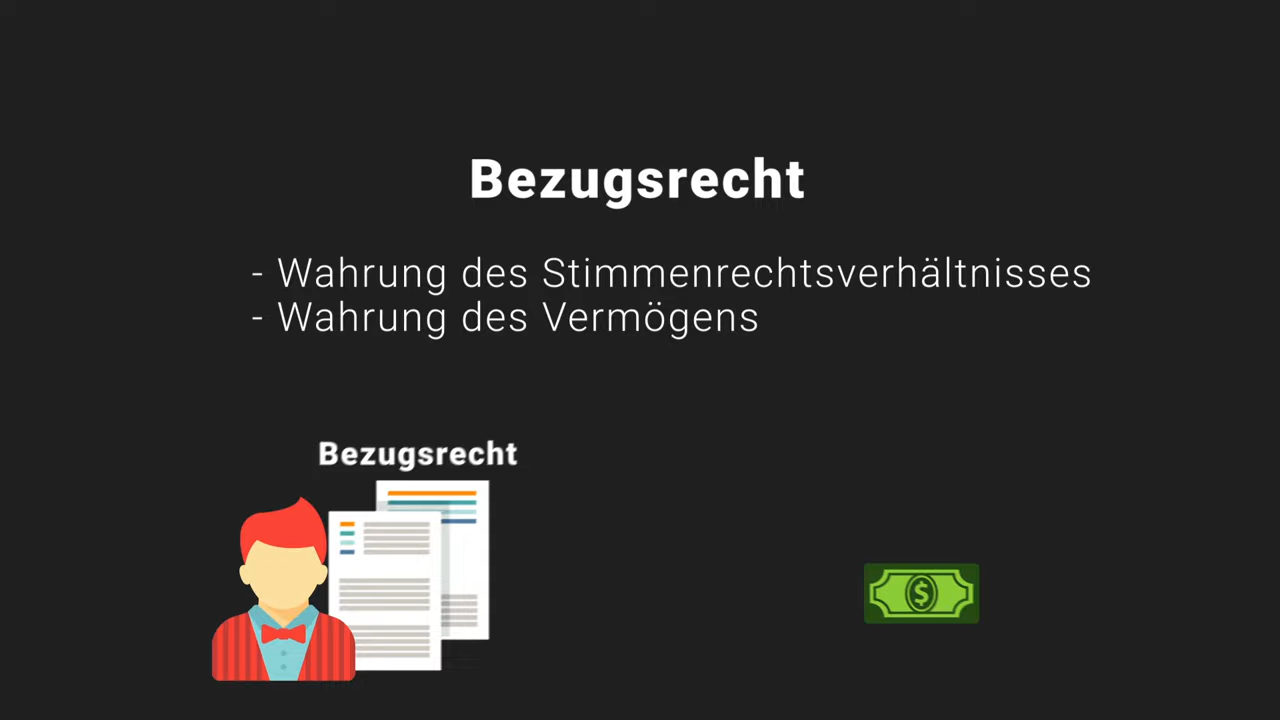 Bezugsrecht
- Wahrung des Stimmenrechtsverhältnisses
- Wahrung des Vermögens
Bezugsrecht
$